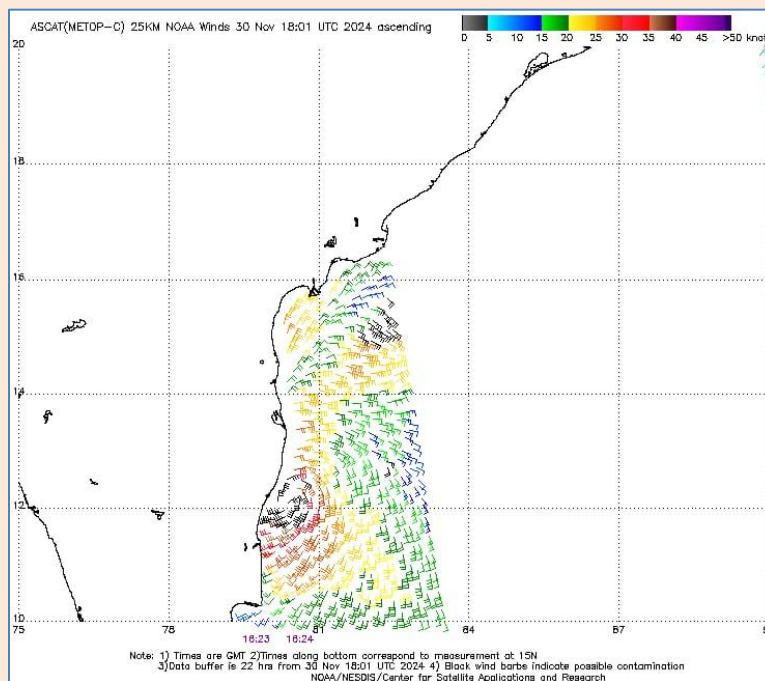 ASCAT(METOP-C) 25KM NOAA Winds 30 Nov 18:01 UTC 2024 ascending
0 5 10 15 20 25 30 35 40 45 >50 knots
20
18
16
14
12
10
75 78 81 84 87
16:23 16:24
Note: 1) Times are GMT 2)Times along bottom correspond to measurement at 15N
3)Data buffer is 22 hrs from 30 Nov 18:01 UTC 2024 4) Black wind barbs indicate possible contamination
NOAA/NESDIS/Center for Satellite Applications and Research